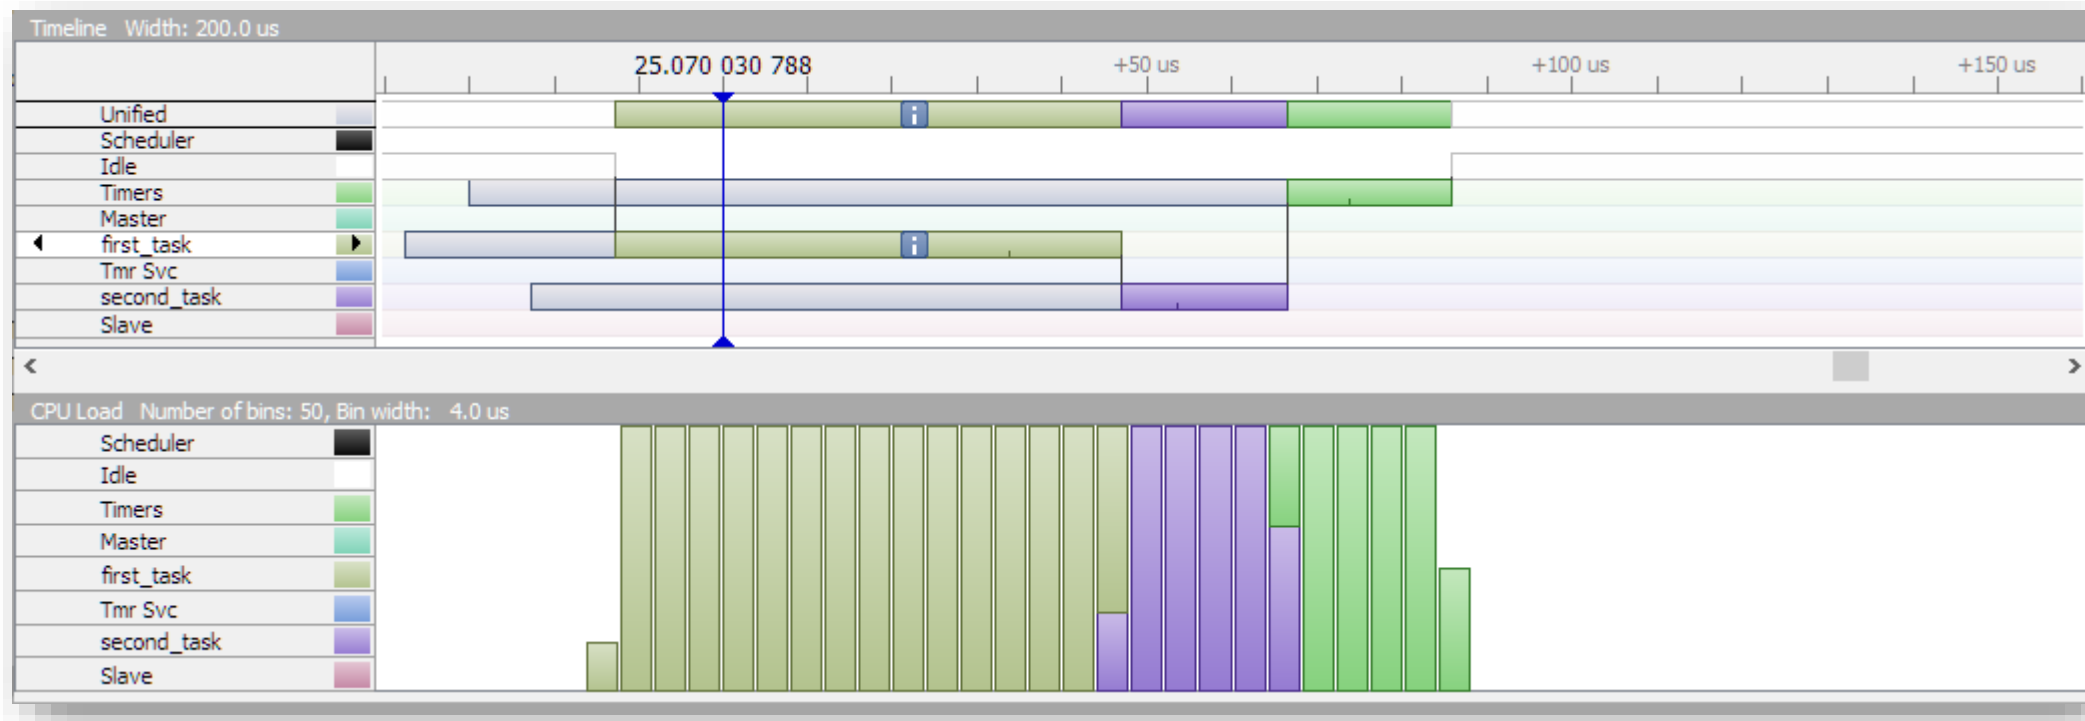 Timeline Width: 200.0 us
25.070 030 788 +50 us +100 us +150 us
Unified
Scheduler
Idle
Timers
Master
first_task
Tmr Svc
second_task
Slave
CPU Load Number of bins: 50, Bin width: 4.0 us
Scheduler
Idle
Timers
Master
first_task
Tmr Svc
second_task
Slave